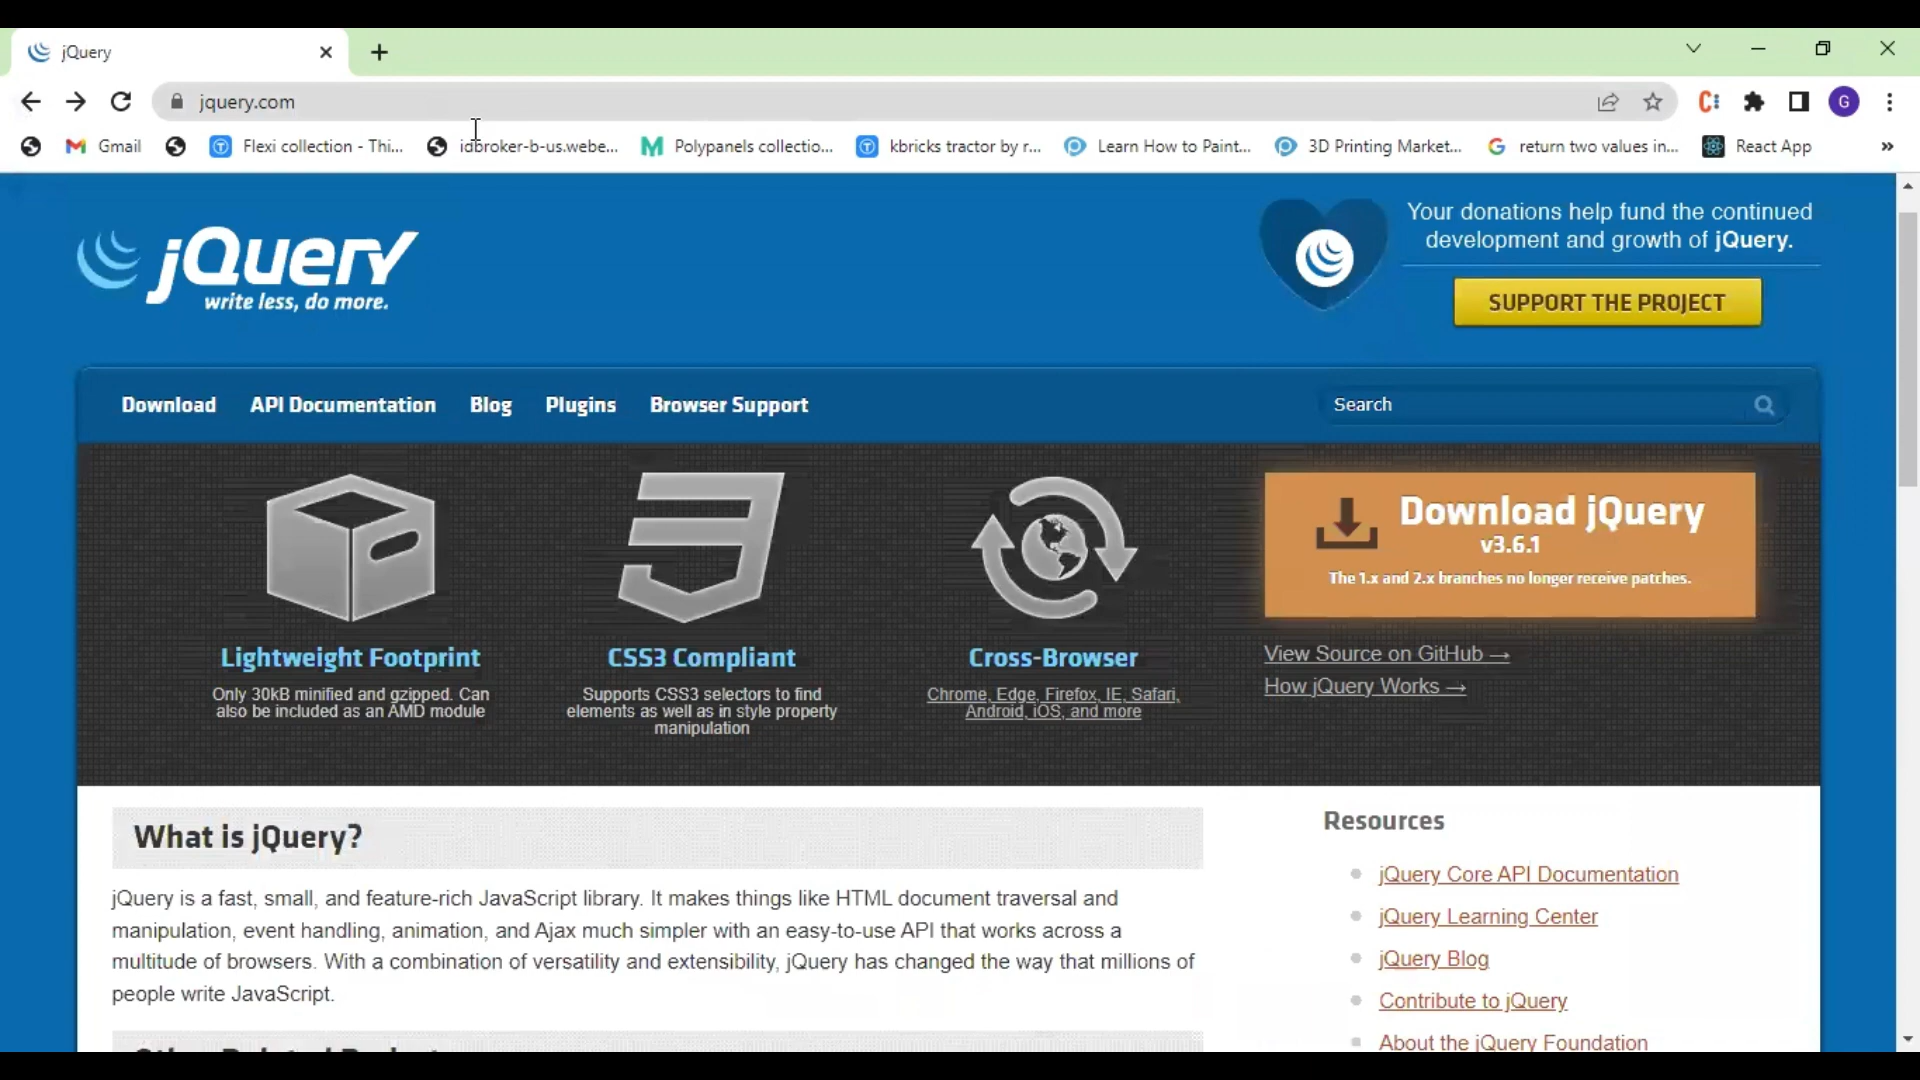 jQuery
jquery.com
G
Gmail
Flexi collection - Thi...
idbroker-b-us.webe...
Polypanels collectio...
kbricks tractor by r...
Learn How to Paint...
3D Printing Market...
return two values in...
React App
jQuery
write less, do more.
Your donations help fund the continued
development and growth of jQuery.
SUPPORT THE PROJECT
Download
API Documentation
Blog
Plugins
Browser Support
Search
Lightweight Footprint
Only 30kB minified and gzipped. Can
also be included as an AMD module
CSS3 Compliant
Supports CSS3 selectors to find
elements as well as in style property
manipulation
Cross-Browser
Chrome, Edge, Firefox, IE, Safari,
Android, iOS, and more
Download jQuery
v3.6.1
The 1.x and 2.x branches no longer receive patches.
View Source on GitHub →
How jQuery Works →
What is jQuery?
jQuery is a fast, small, and feature-rich JavaScript library. It makes things like HTML document traversal and
manipulation, event handling, animation, and Ajax much simpler with an easy-to-use API that works across a
multitude of browsers. With a combination of versatility and extensibility, jQuery has changed the way that millions of
people write JavaScript.
Resources
jQuery Core API Documentation
jQuery Learning Center
jQuery Blog
Contribute to jQuery
About the jQuery Foundation